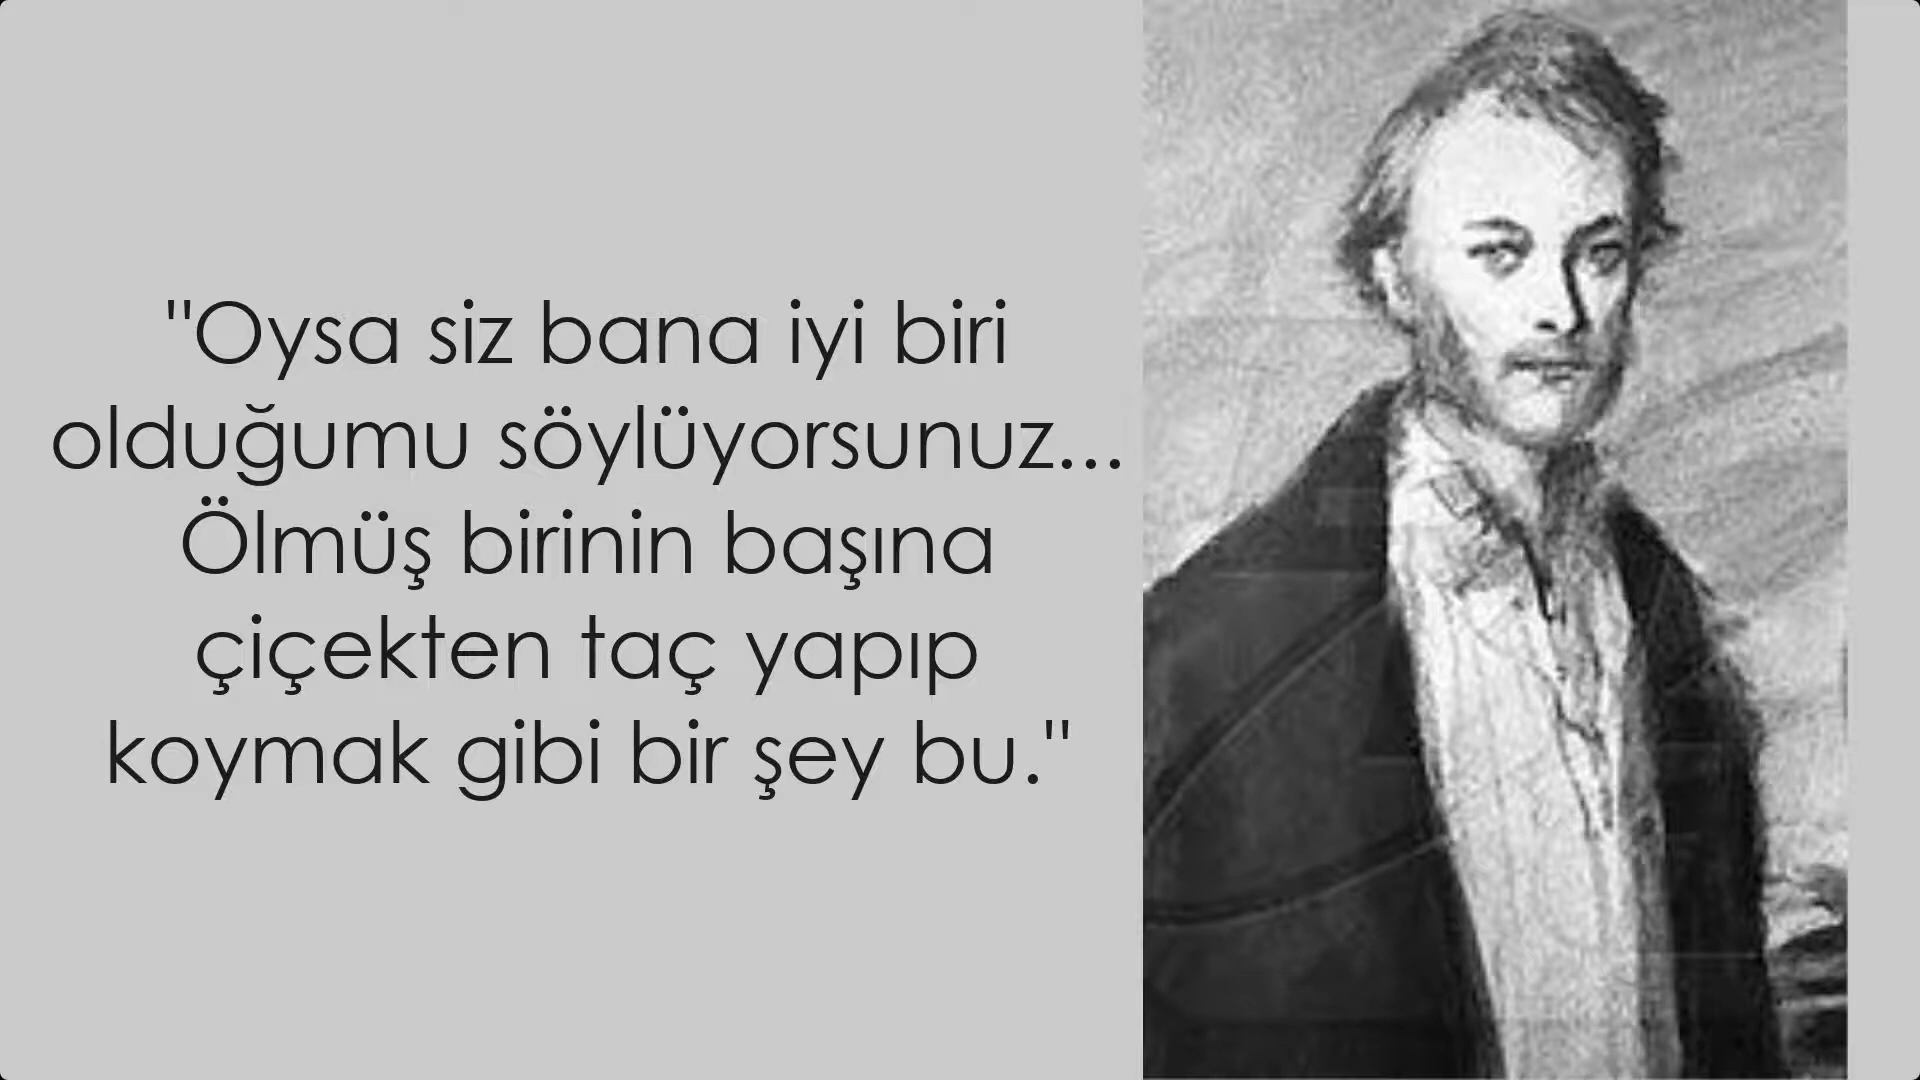 "Oysa siz bana iyi biri
olduğumu söylüyorsunuz...
Ölmüş birinin başına
çiçekten taç yapıp
koymak gibi bir şey bu."